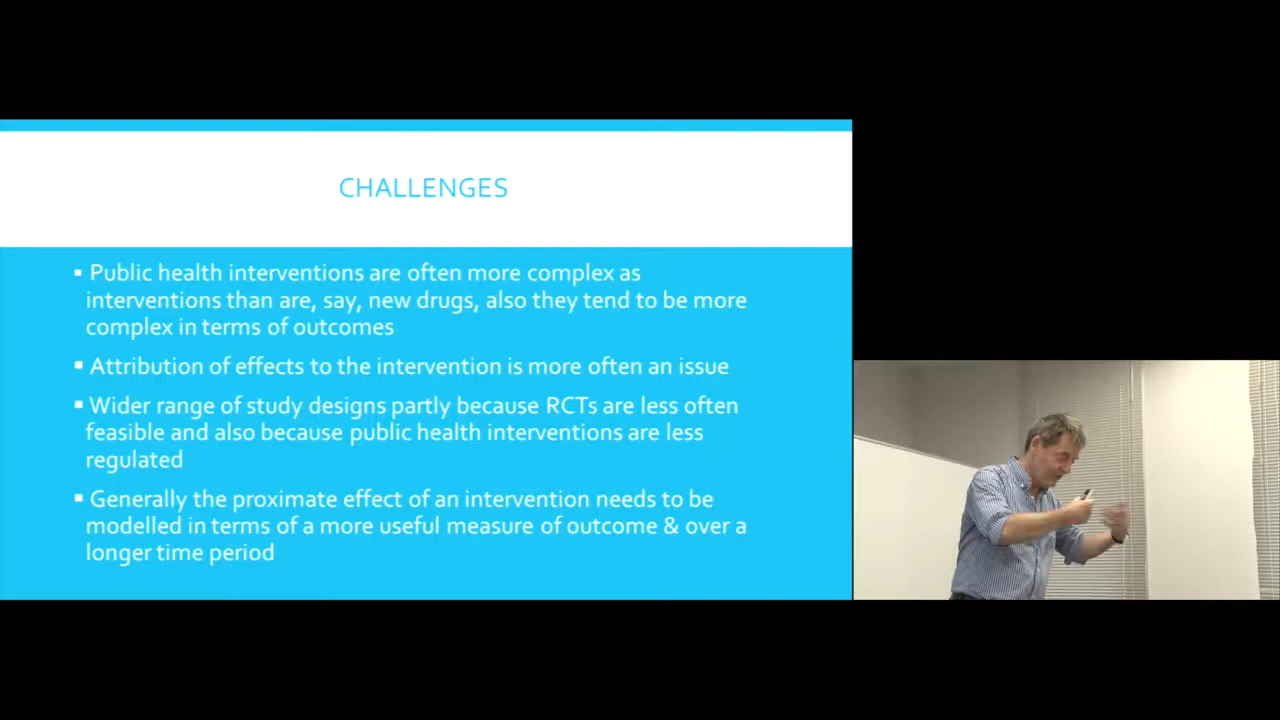 CHALLENGES
▪ Public health interventions are often more complex as
interventions than are, say, new drugs, also they tend to be more
complex in terms of outcomes
▪ Attribution of effects to the intervention is more often an issue
▪ Wider range of study designs partly because RCTs are less often
feasible and also because public health interventions are less
regulated
▪ Generally the proximate effect of an intervention needs to be
modelled in terms of a more useful measure of outcome & over a
longer time period